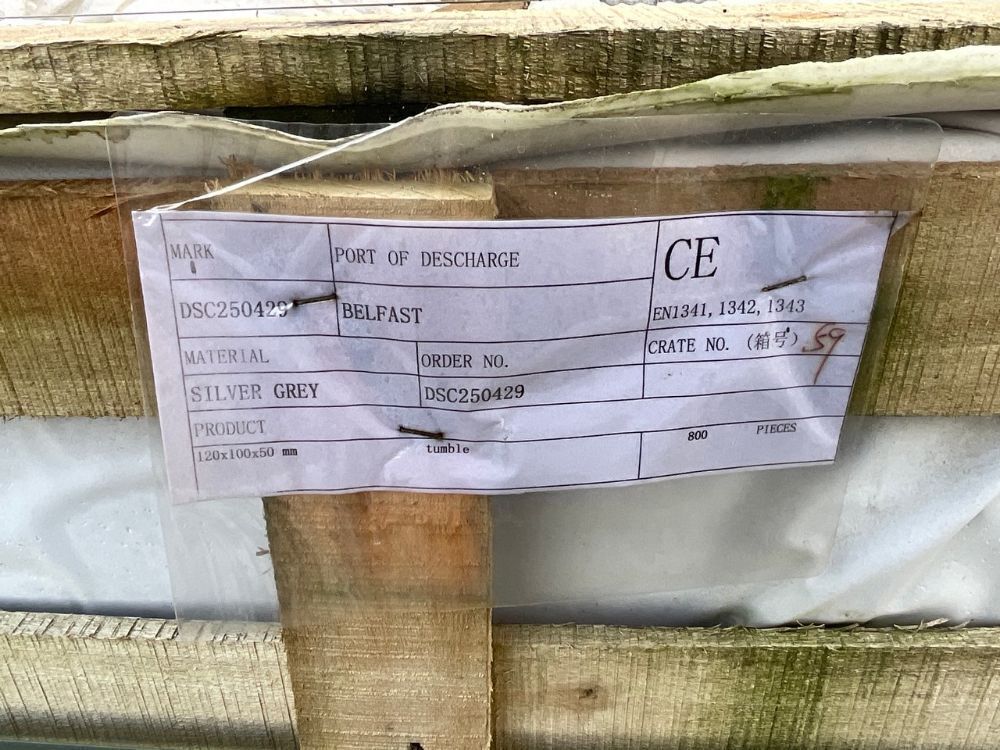 MARK
PORT OF DESCHARGE
CE
DSC250429
BELFAST
EN1341, 1342, 1343
MATERIAL
ORDER NO.
CRATE NO. (箱号) 59
SILVER GREY
DSC250429
PRODUCT
120x100x50 mm
tumble
800 PIECES